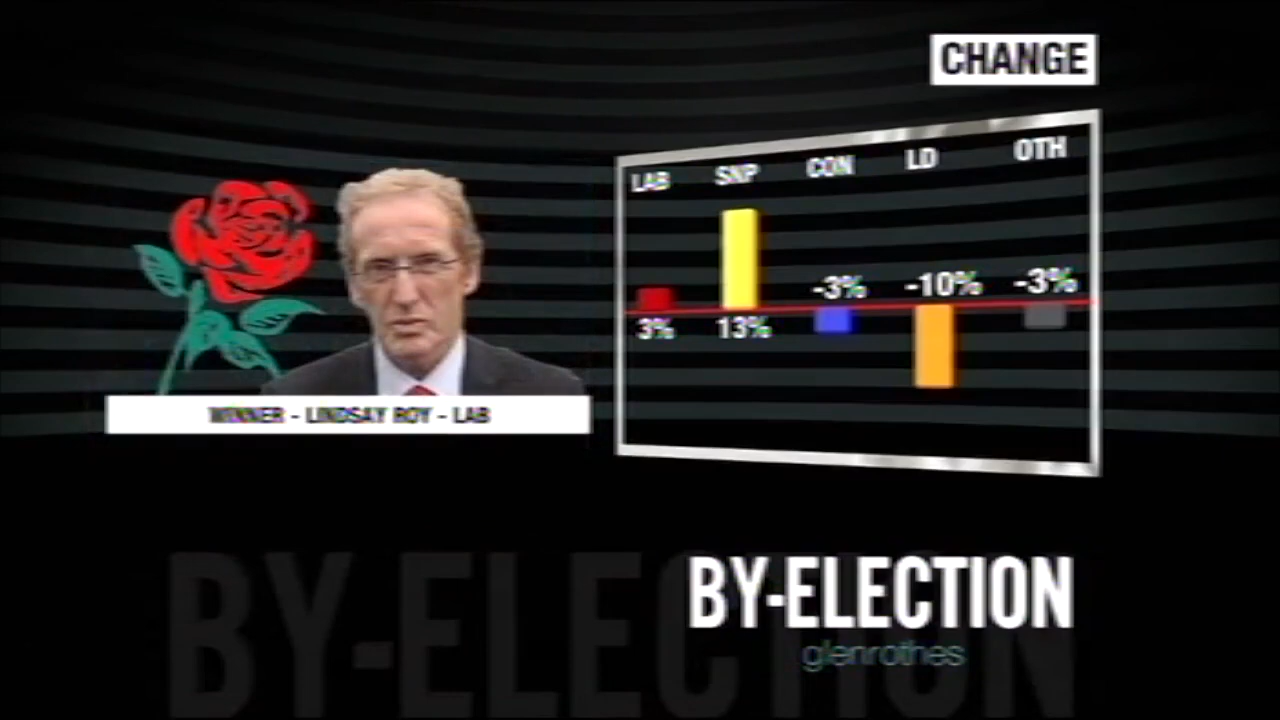 CHANGE
LAB SNP CON LD OTH
-3% -10% -3%
3% 13%
WINNER - LINDSAY ROY - LAB
BY-ELECTION
BY-ELECTION
glenrothes